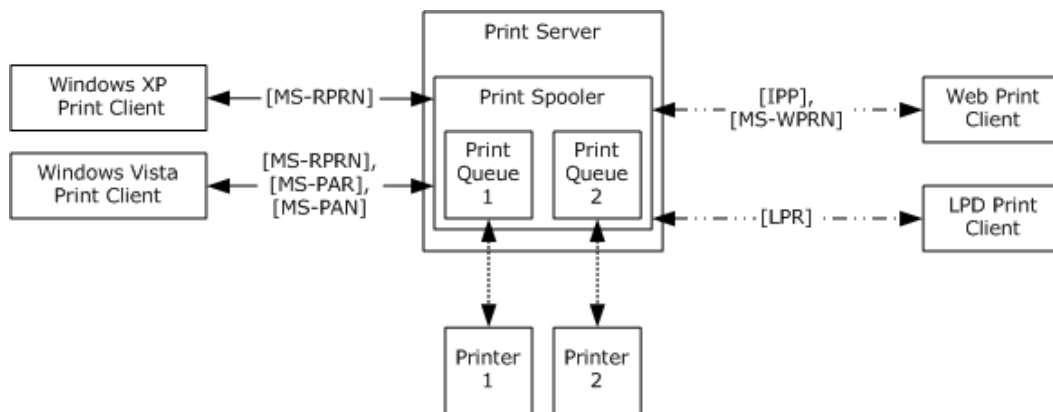 Print Server
Windows XP
Print Client
[MS-RPRN]
Print Spooler
[IPP],
[MS-WPRN]
Web Print
Client
Windows Vista
Print Client
[MS-RPRN],
[MS-PAR],
[MS-PAN]
Print
Queue
1
Print
Queue
2
[LPR]
LPD Print
Client
Printer
1
Printer
2